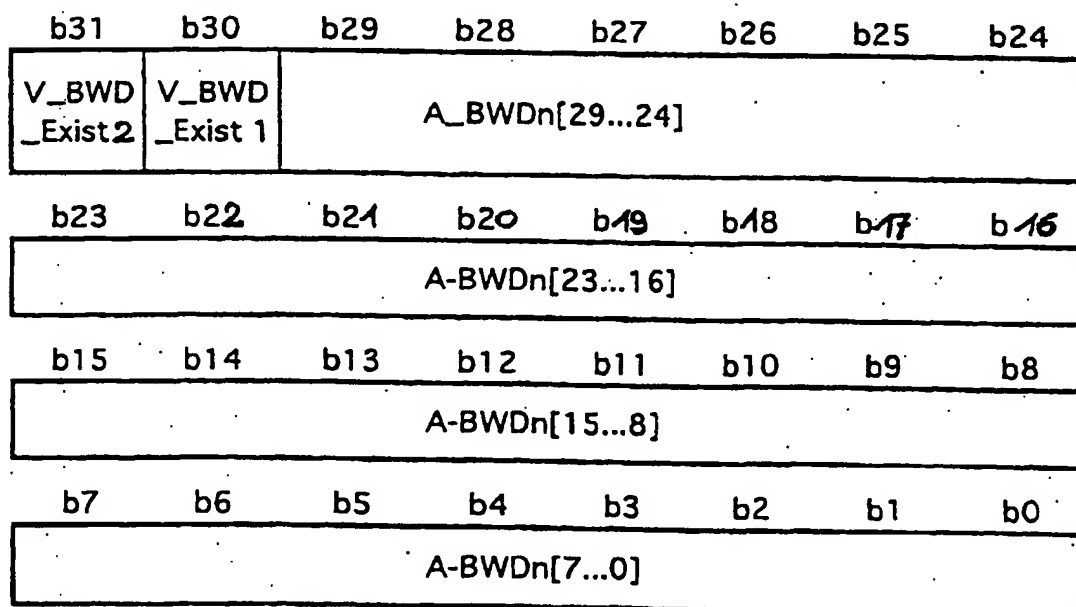 b31 b30 b29 b28 b27 b26 b25 b24
V_BWD V_BWD
_Exist2 _Exist 1
A_BWDn[29...24]
b23 b22 b21 b20 b19 b18 b17 b16
A-BWDn[23...16]
b15 b14 b13 b12 b11 b10 b9 b8
A-BWDn[15...8]
b7 b6 b5 b4 b3 b2 b1 b0
A-BWDn[7...0]